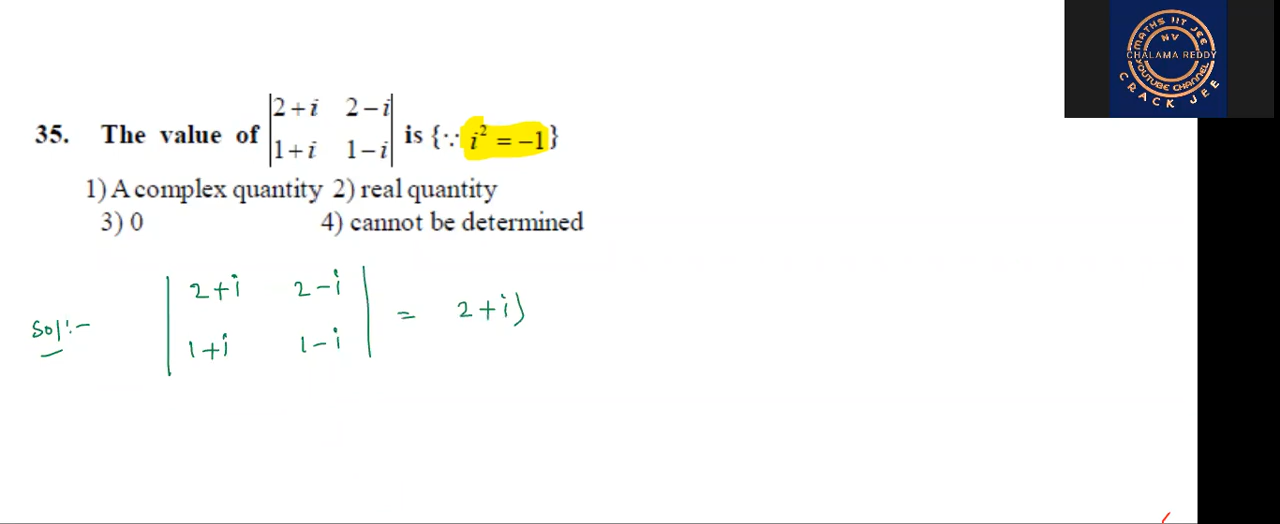 MATHS IIT JEE
NV
CHALAMA REDDY
YOUTUBE CHANNEL
CRACK JEE
35. The value of |2+i 2−i| is {∵ i² = −1}
|1+i 1−i|
1) A complex quantity 2) real quantity
3) 0 4) cannot be determined
Sol:- |2+i 2−i| = 2+i)
|1+i 1−i|